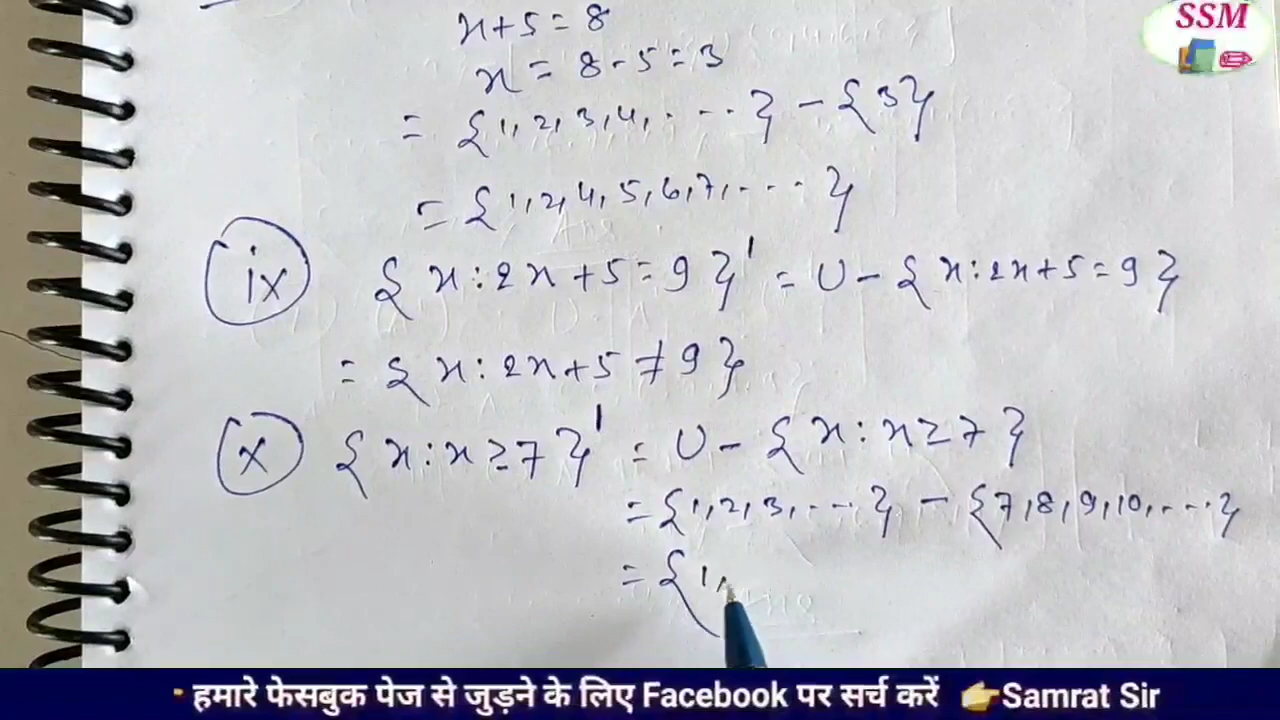 SSM
x+5=8
x = 8-5=3
= {1,2,3,4,....} - {3}
= {1,2,4,5,6,7,....}
ix {x:2x+5=9}' = U-{x:2x+5=9}
= {x:2x+5≠9}
x {x:x≥7}' = U-{x:x≥7}
={1,2,3,....} - {7,8,9,10,....}
={1,
हमारे फेसबुक पेज से जुड़ने के लिए Facebook पर सर्च करें 👉Samrat Sir